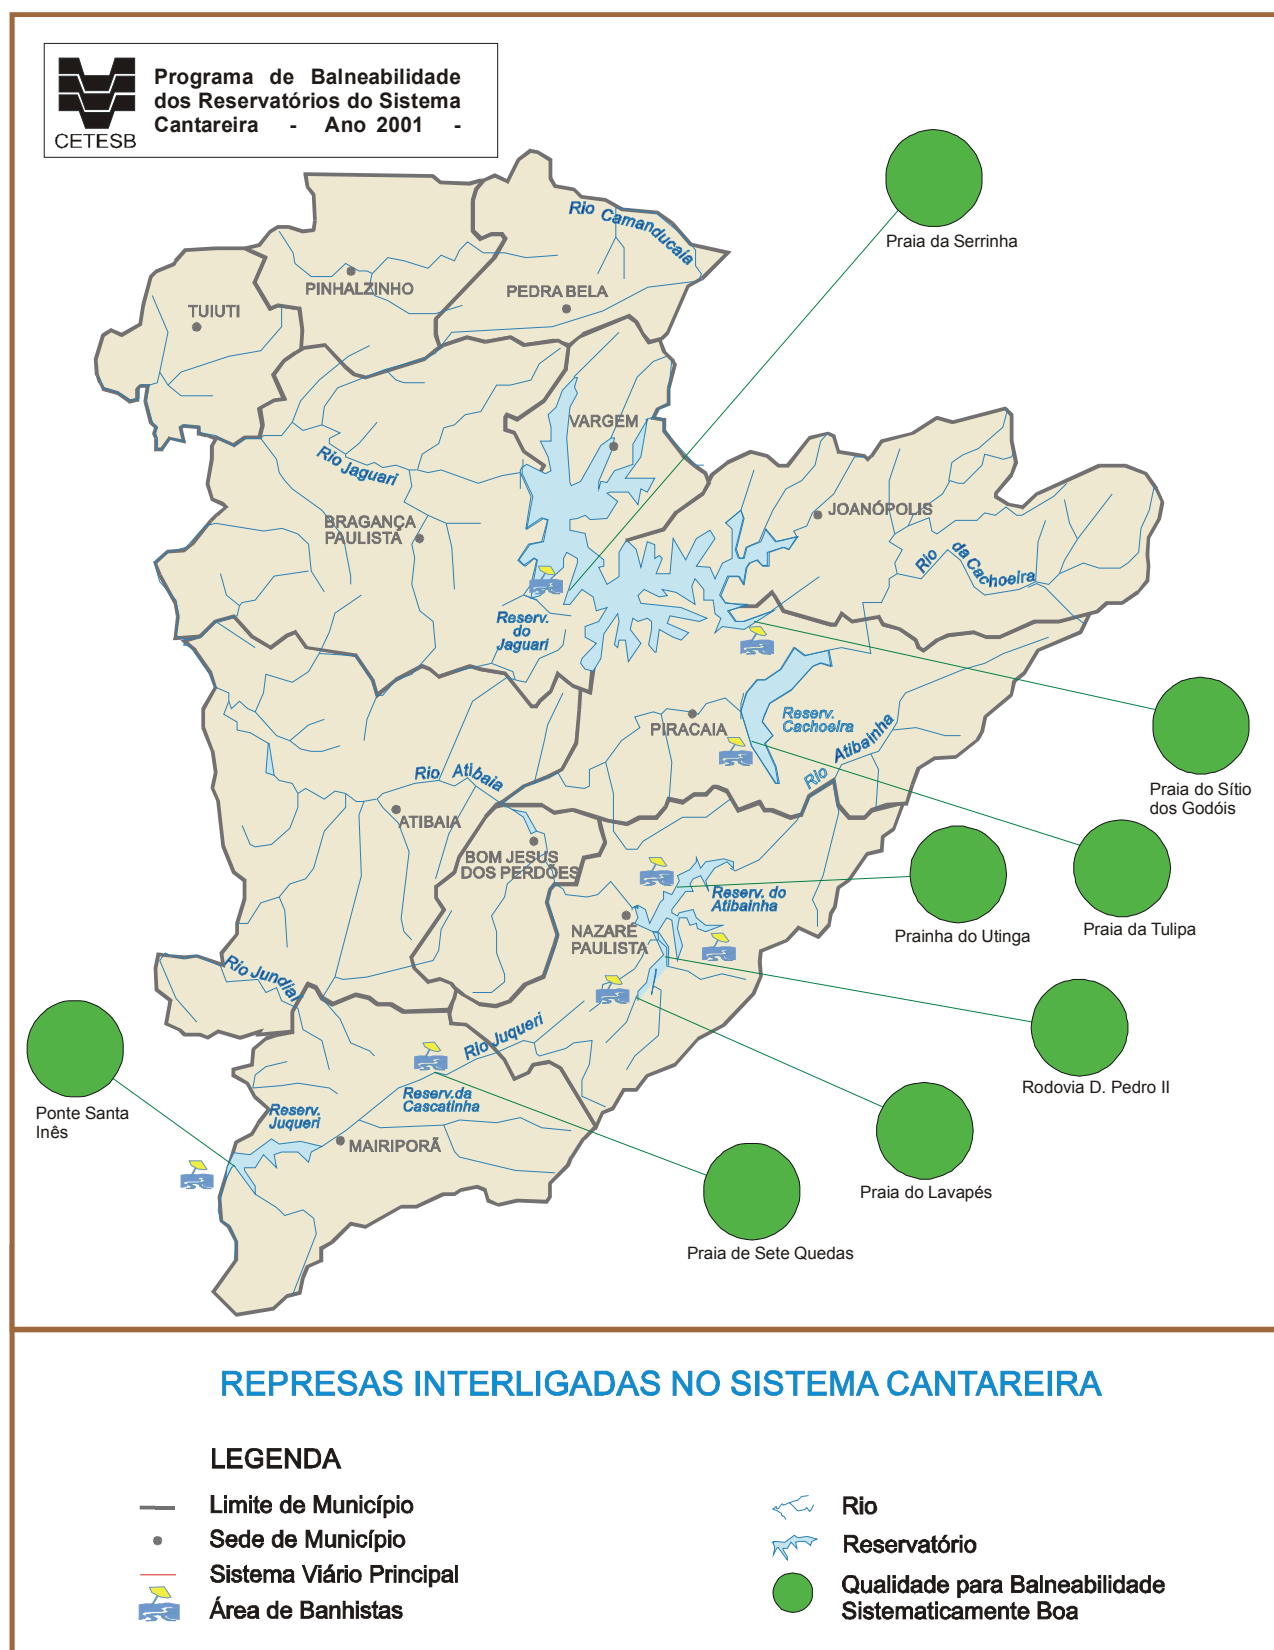 CETESB
Programa de Balneabilidade
dos Reservatórios do Sistema
Cantareira - Ano 2001 -
Praia da Serrinha
Rio Camanducaia
PINHALZINHO
PEDRA BELA
TUIUTI
VARGEM
Rio Jaguari
BRAGANÇA
PAULISTA
JOANÓPOLIS
Rio da Cachoeira
Reserv.
do
Jaguari
Reserv.
Cachoeira
PIRACAIA
Rio Atibainha
Praia do Sítio
dos Godóis
Rio Atibaia
ATIBAIA
BOM JESUS
DOS PERDÕES
Reserv. do
Atibainha
Praia da Tulipa
Prainha do Utinga
NAZARÉ
PAULISTA
Rio Jundiaí
Rio Juqueri
Rodovia D. Pedro II
Ponte Santa
Inês
Reserv.
Juqueri
Reserv.da
Cascatinha
MAIRIPORÃ
Praia do Lavapés
Praia de Sete Quedas
REPRESAS INTERLIGADAS NO SISTEMA CANTAREIRA
LEGENDA
Limite de Município
Sede de Município
Sistema Viário Principal
Área de Banhistas
Rio
Reservatório
Qualidade para Balneabilidade
Sistematicamente Boa